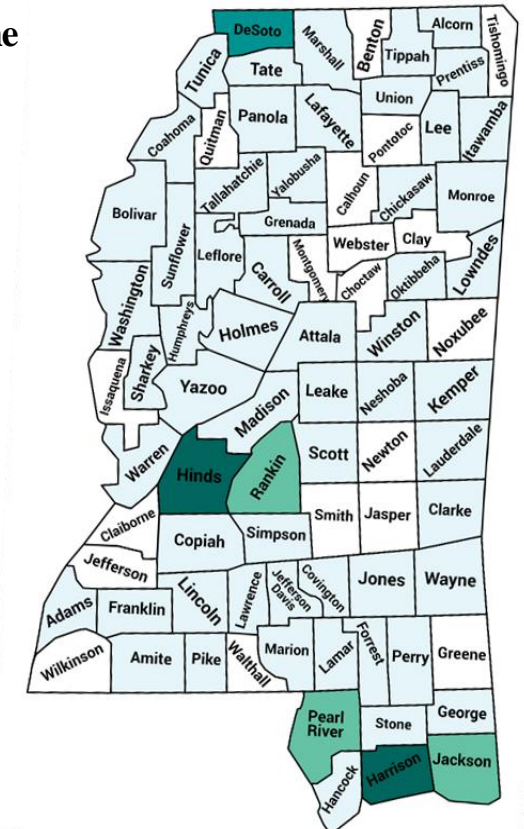 ne
DeSoto
Marshall
Benton
Alcorn
Tishomingo
Tunica
Tate
Tippah
Prentiss
Union
Coahoma
Quitman
Panola
Lafayette
Pontotoc
Lee
Itawamba
Bolivar
Sunflower
Tallahatchie
Yalobusha
Calhoun
Chickasaw
Monroe
Grenada
Leflore
Carroll
Montgomery
Webster
Clay
Choctaw
Oktibbeha
Lowndes
Washington
Humphreys
Holmes
Attala
Winston
Noxubee
Issaquena
Sharkey
Yazoo
Madison
Leake
Neshoba
Kemper
Warren
Hinds
Rankin
Scott
Newton
Lauderdale
Claiborne
Copiah
Simpson
Smith
Jasper
Clarke
Jefferson
Adams
Franklin
Lincoln
Lawrence
Jefferson
Davis
Covington
Jones
Wayne
Wilkinson
Amite
Pike
Walthall
Marion
Lamar
Forrest
Perry
Greene
Pearl
River
Stone
George
Hancock
Harrison
Jackson